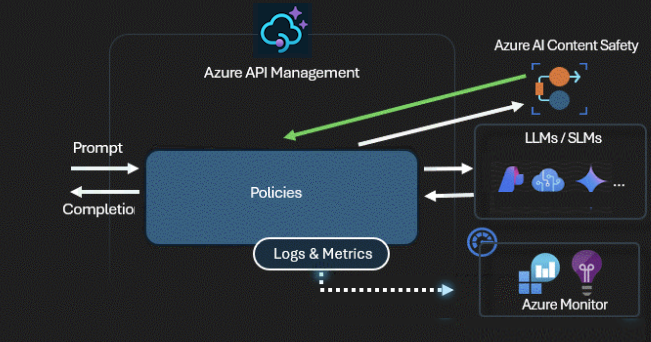 Azure API Management
Azure AI Content Safety
Prompt
Completion
Policies
LLMs / SLMs
...
Logs & Metrics
Azure Monitor